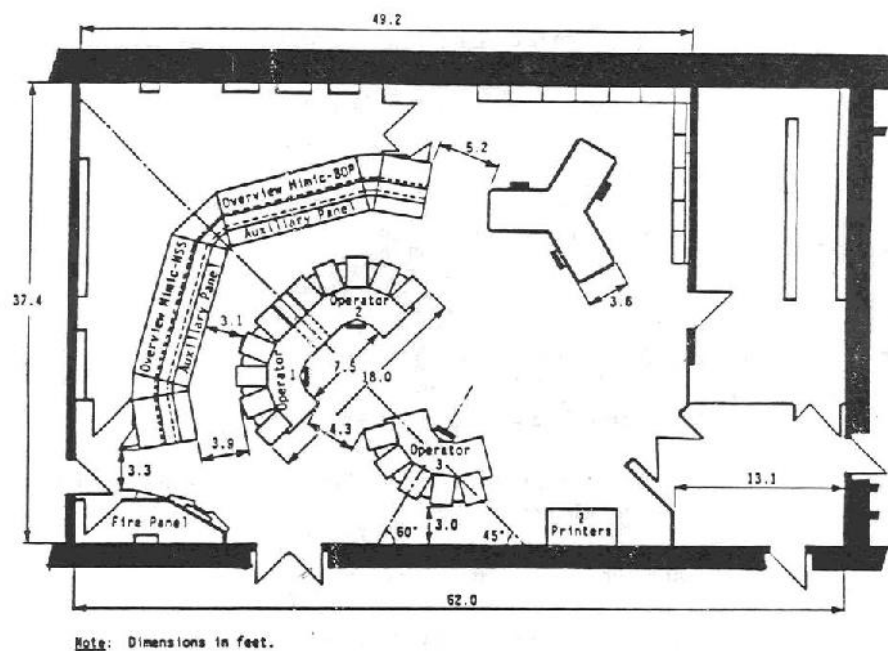 49.2
5.2
Overview Mimic-BOP
Auxiliary Panel
3.6
37.4
Overview Mimic-NSS
Auxiliary Panel
3.1
Operator
2
Operator
1
7.5
18.0
4.3
3.9
Operator
3
3.3
13.1
Fire Panel
60°
3.0
45°
2
Printers
62.0
Note: Dimensions in feet.